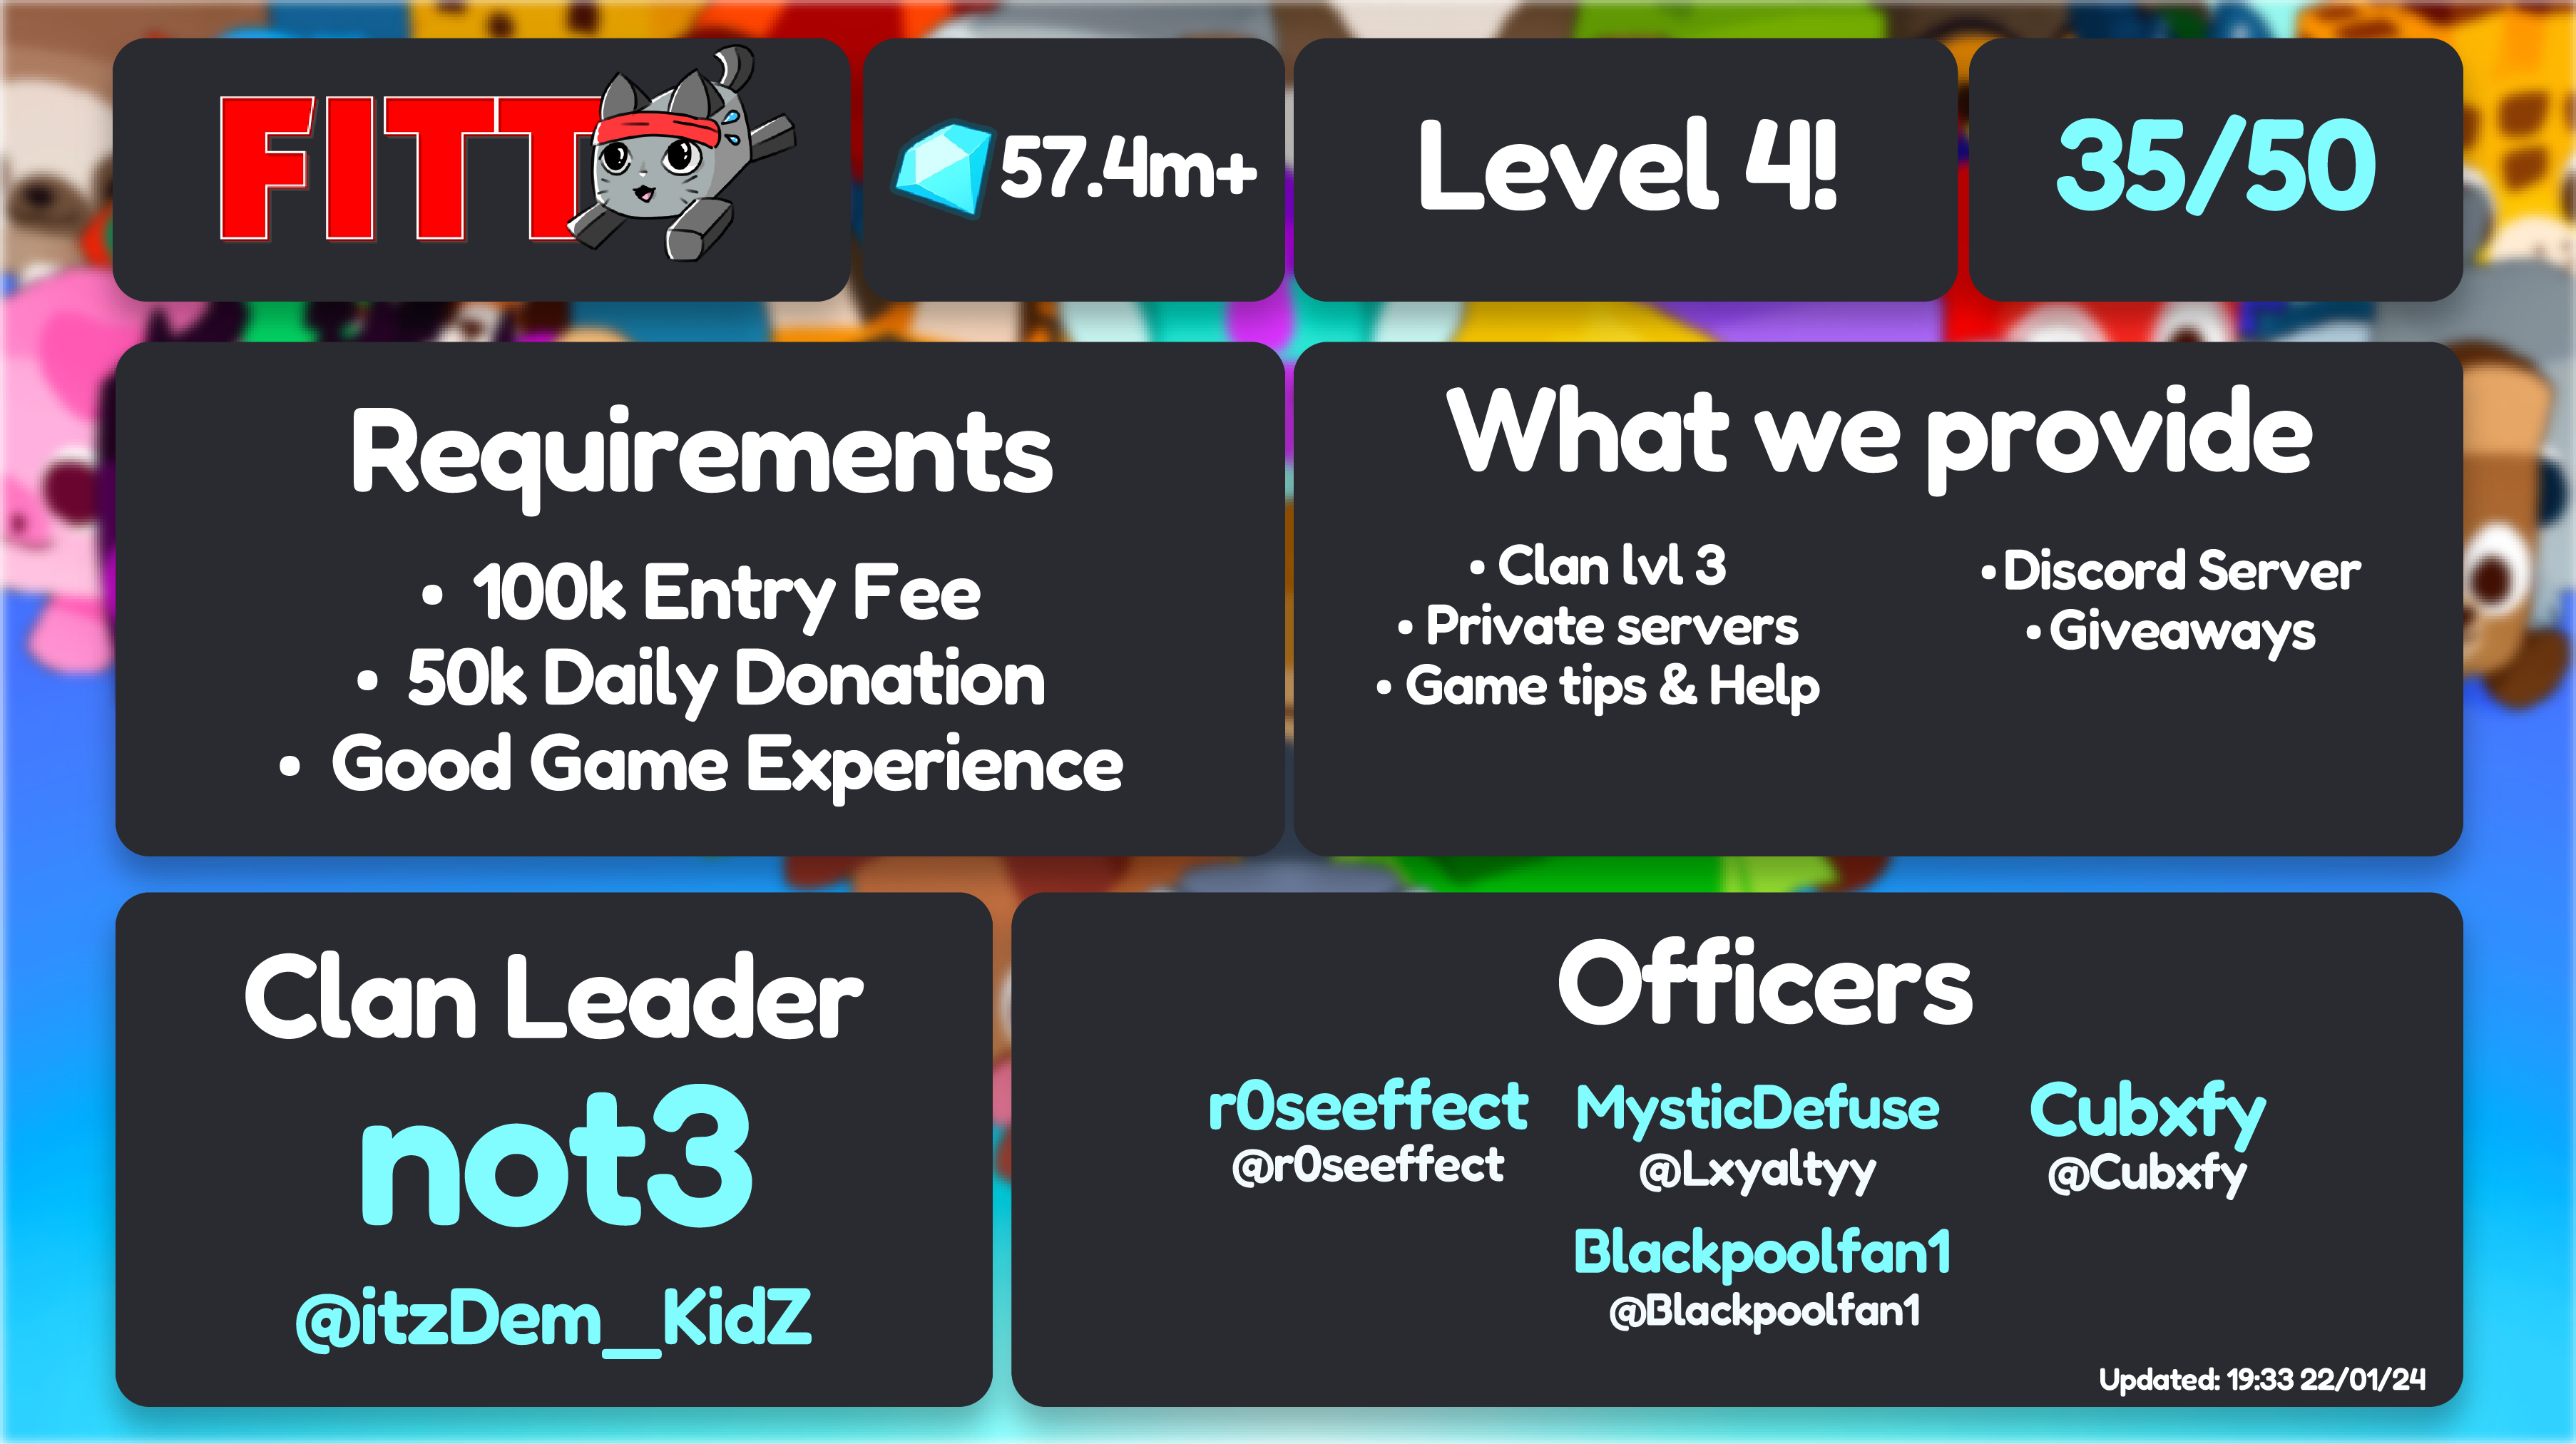 FITT
57.4m+
Level 4!
35/50
Requirements
• 100k Entry Fee
• 50k Daily Donation
• Good Game Experience
What we provide
• Clan lvl 3
• Private servers
• Game tips & Help
• Discord Server
• Giveaways
Clan Leader
not3
@itzDem_KidZ
Officers
r0seeffect
@r0seeffect
MysticDefuse
@Lxyaltyy
Cubxfy
@Cubxfy
Blackpoolfan1
@Blackpoolfan1
Updated: 19:33 22/01/24